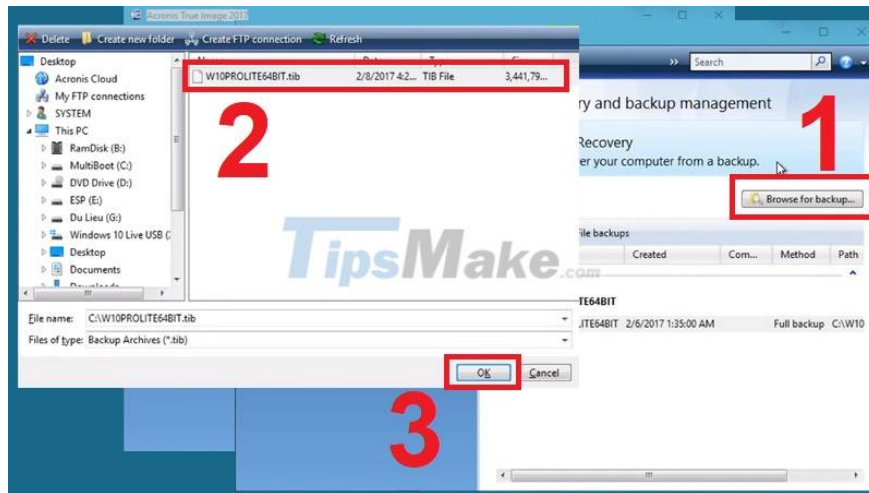 Acronis True Image 2017
Delete Create new folder Create FTP connection Refresh
Desktop
Acronis Cloud
My FTP connections
SYSTEM
This PC
RamDisk (B:)
MultiBoot (C:)
DVD Drive (D:)
ESP (E:)
Du Lieu (G:)
Windows 10 Live USB (
Desktop
Documents
W10PROLITE64BIT.tib 2/8/2017 4:2... TIB File 3,441,79...
2
File name: C:\W10PROLITE64BIT.tib
Files of type: Backup Archives (*.tib)
OK Cancel
3
Search
ry and backup management
Recovery
er your computer from a backup.
1
Browse for backup...
file backups
Created Com... Method Path
TE64BIT
.ITE64BIT 2/6/2017 1:35:00 AM Full backup C:\W10
TipsMake.com